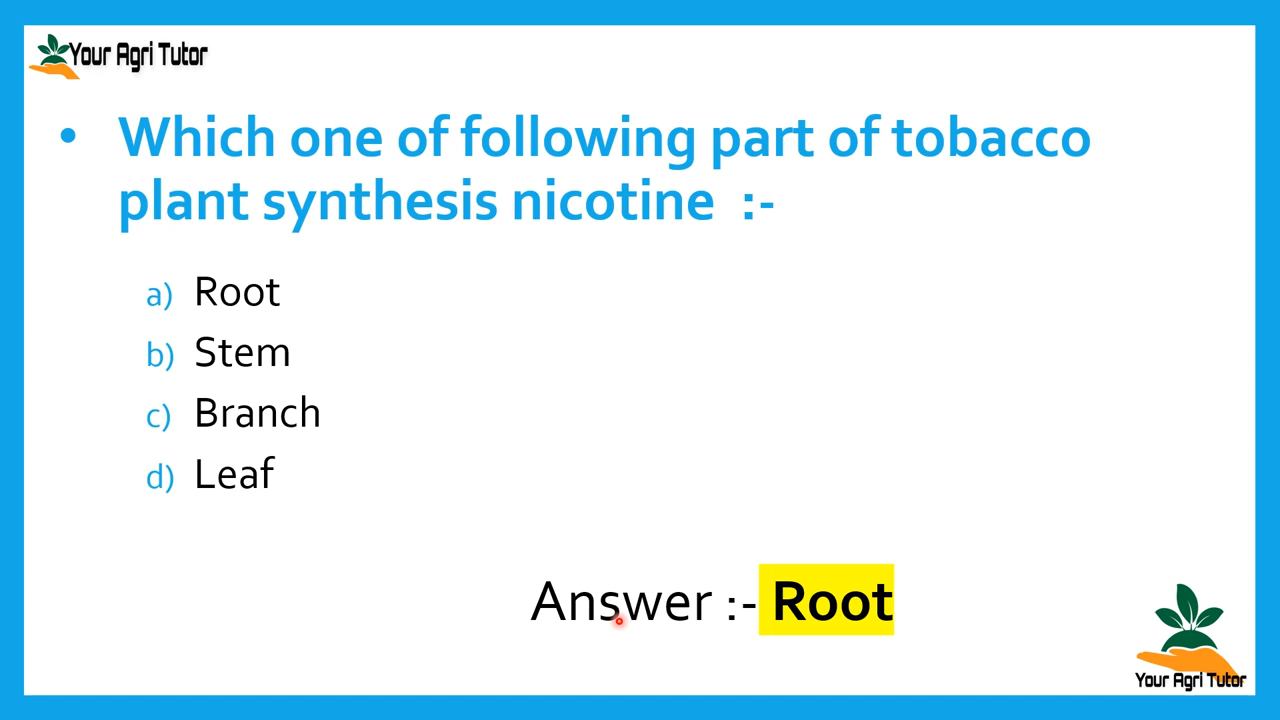 Your Agri Tutor
• Which one of following part of tobacco
plant synthesis nicotine :-
a) Root
b) Stem
c) Branch
d) Leaf
Answer :- Root
Your Agri Tutor